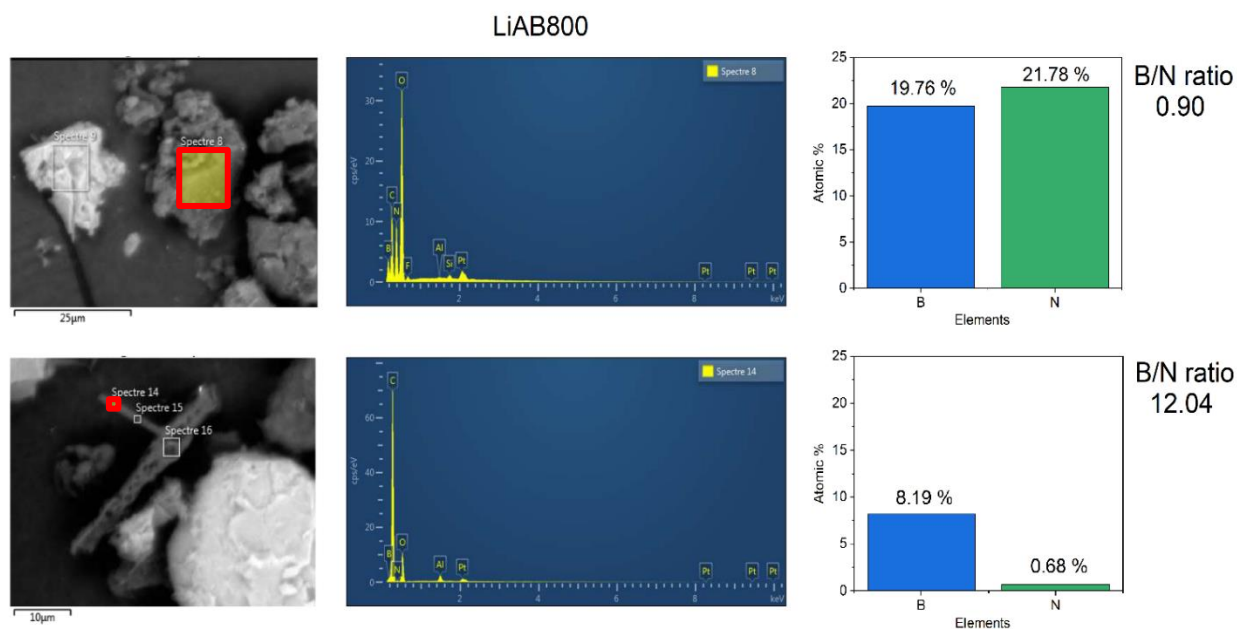 LiAB800
Spectre 9
Spectre 8
25µm
Spectre 8
cps/eV
30
20
10
0
O
C
N
B
F
Al
Si
Pt
Pt
Pt
Pt
2
4
6
8
keV
Atomic %
25
20
15
10
5
0
19.76 %
21.78 %
B
N
Elements
B/N ratio
0.90
Spectre 14
Spectre 15
Spectre 16
10µm
Spectre 14
cps/eV
60
40
20
0
C
B
N
O
Al
Pt
Pt
Pt
Pt
2
4
6
8
keV
Atomic %
25
20
15
10
5
0
8.19 %
0.68 %
B
N
Elements
B/N ratio
12.04